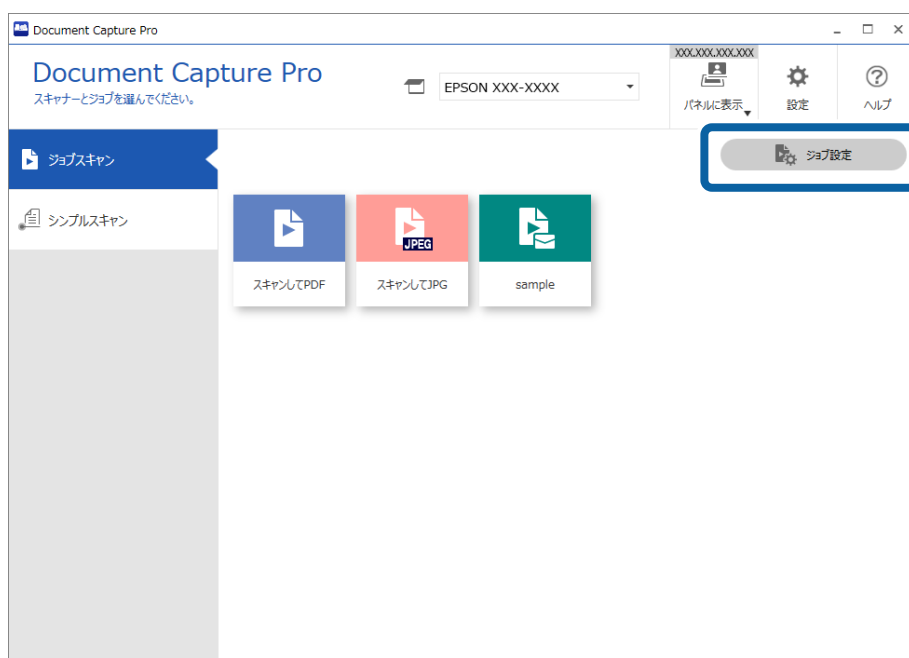 Document Capture Pro
Document Capture Pro
スキャナーとジョブを選んでください。
EPSON XXX-XXXX
XXX.XXX.XXX.XXX
パネルに表示
設定
ヘルプ
ジョブスキャン
ジョブ設定
シンプルスキャン
JPEG
スキャンしてPDF
スキャンしてJPG
sample